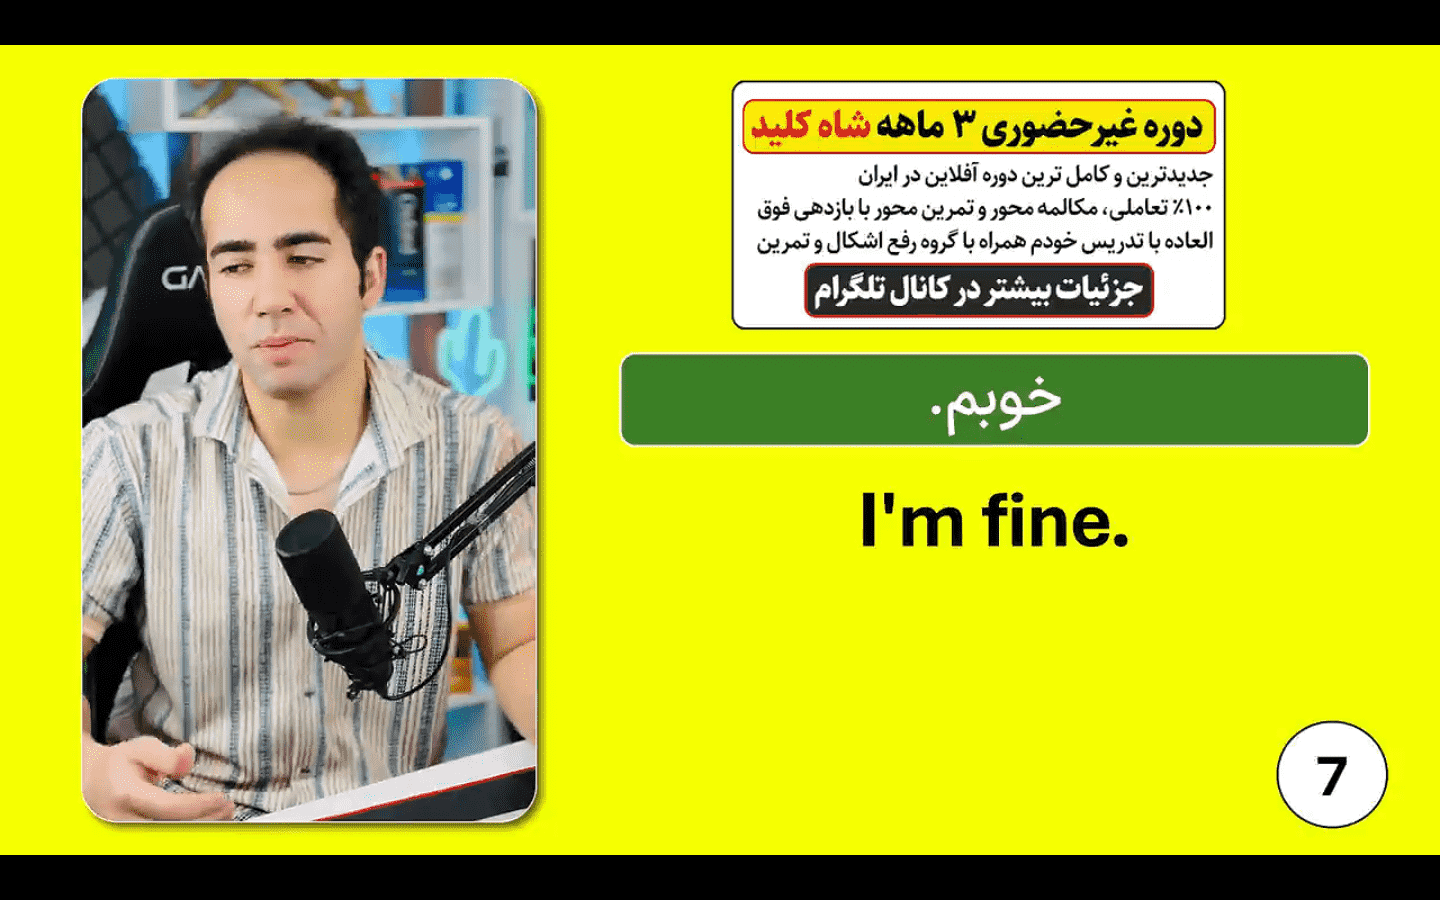 دوره غیرحضوری ۳ ماهه شاه کلید
جدیدترین و کامل ترین دوره آفلاین در ایران
۱۰۰٪ تعاملی، مکالمه محور و تمرین محور با بازدهی فوق
العاده با تدریس خودم همراه با گروه رفع اشکال و تمرین
جزئیات بیشتر در کانال تلگرام
خوبم.
I'm fine.
7